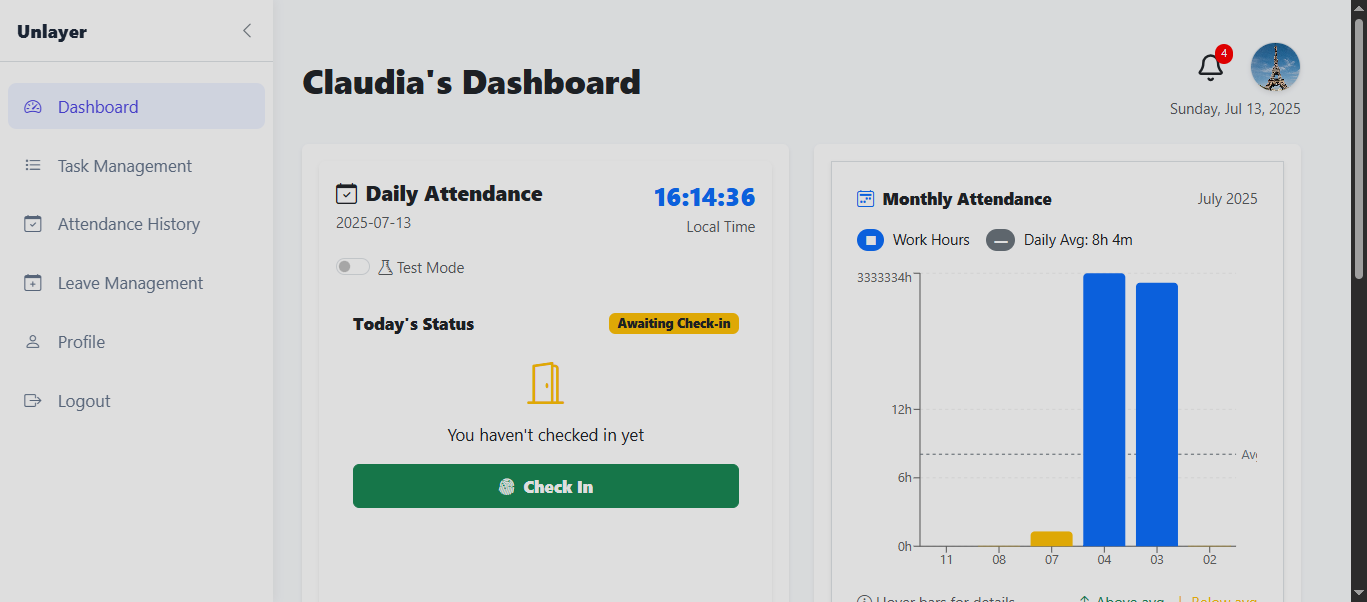 Unlayer
Dashboard
Task Management
Attendance History
Leave Management
Profile
Logout
Claudia's Dashboard
4
Sunday, Jul 13, 2025
Daily Attendance
2025-07-13
16:14:36
Local Time
Test Mode
Today's Status
Awaiting Check-in
You haven't checked in yet
Check In
Monthly Attendance
July 2025
Work Hours
Daily Avg: 8h 4m
3333334h
12h
Avg
6h
0h
11 08 07 04 03 02
Hover bars for details
Above avg
Below avg